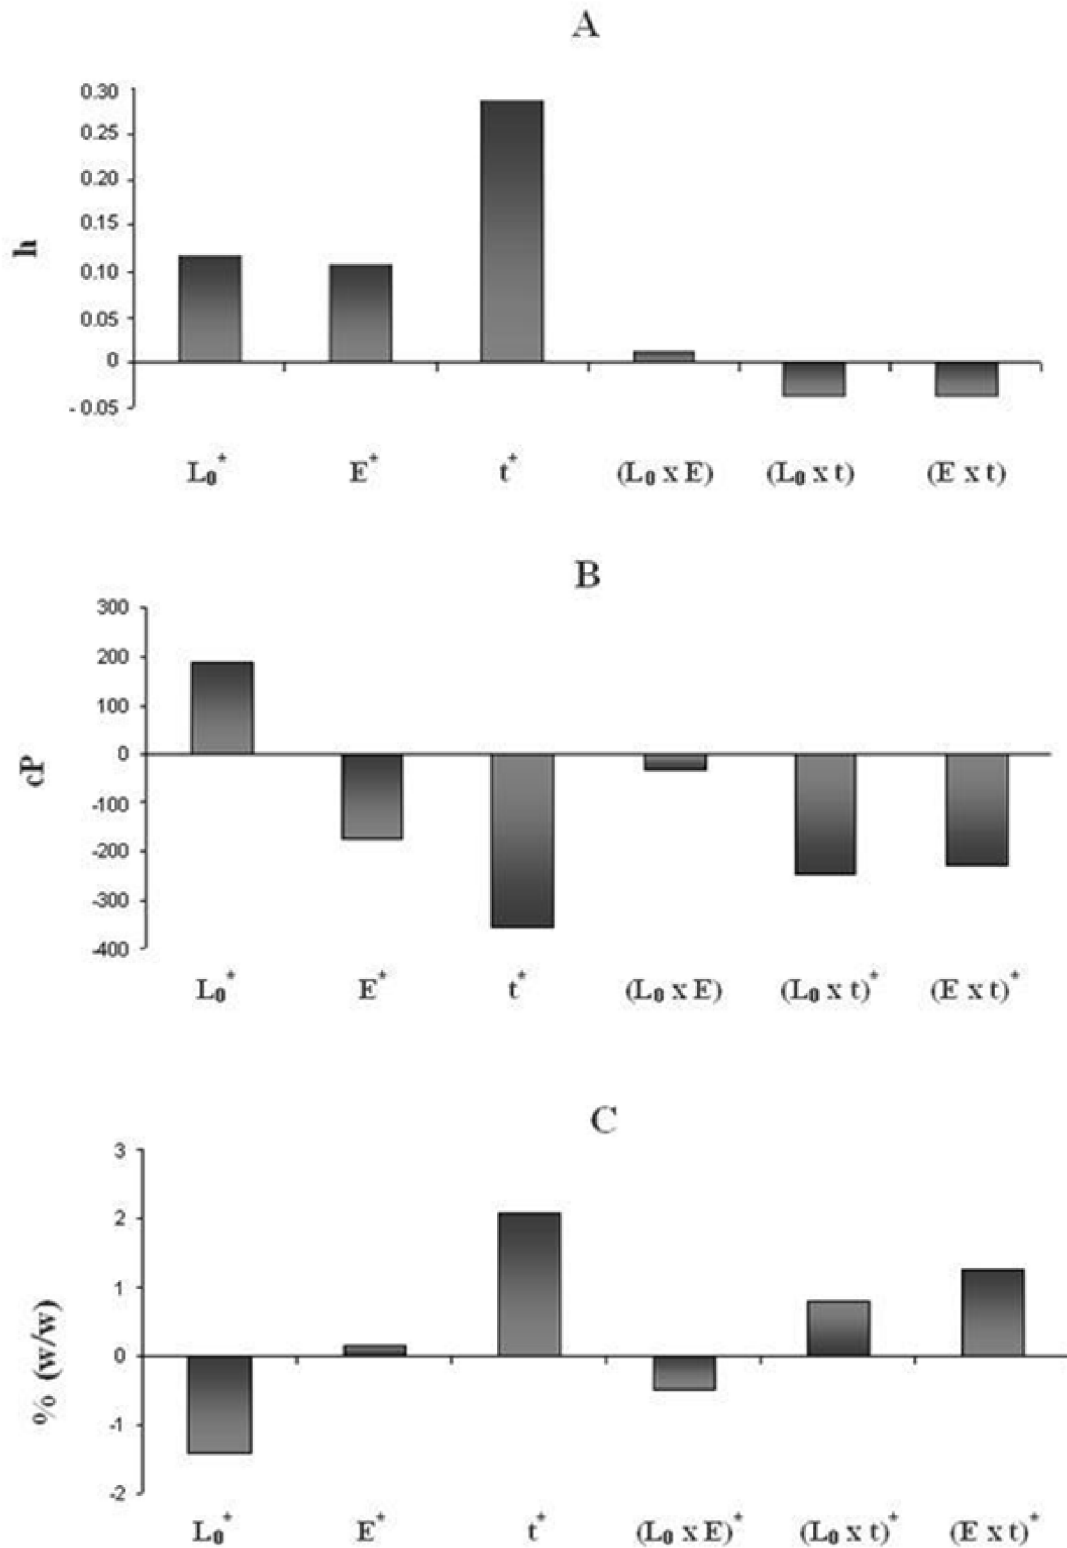 A
0.30
0.25
0.20
0.15
0.10
0.05
0
- 0.05
h
L₀* E* t* (L₀ x E) (L₀ x t) (E x t)
B
300
200
100
0
-100
-200
-300
-400
cP
L₀* E* t* (L₀ x E) (L₀ x t)* (E x t)*
C
3
2
1
0
-1
-2
% (w/w)
L₀* E* t* (L₀ x E)* (L₀ x t)* (E x t)*